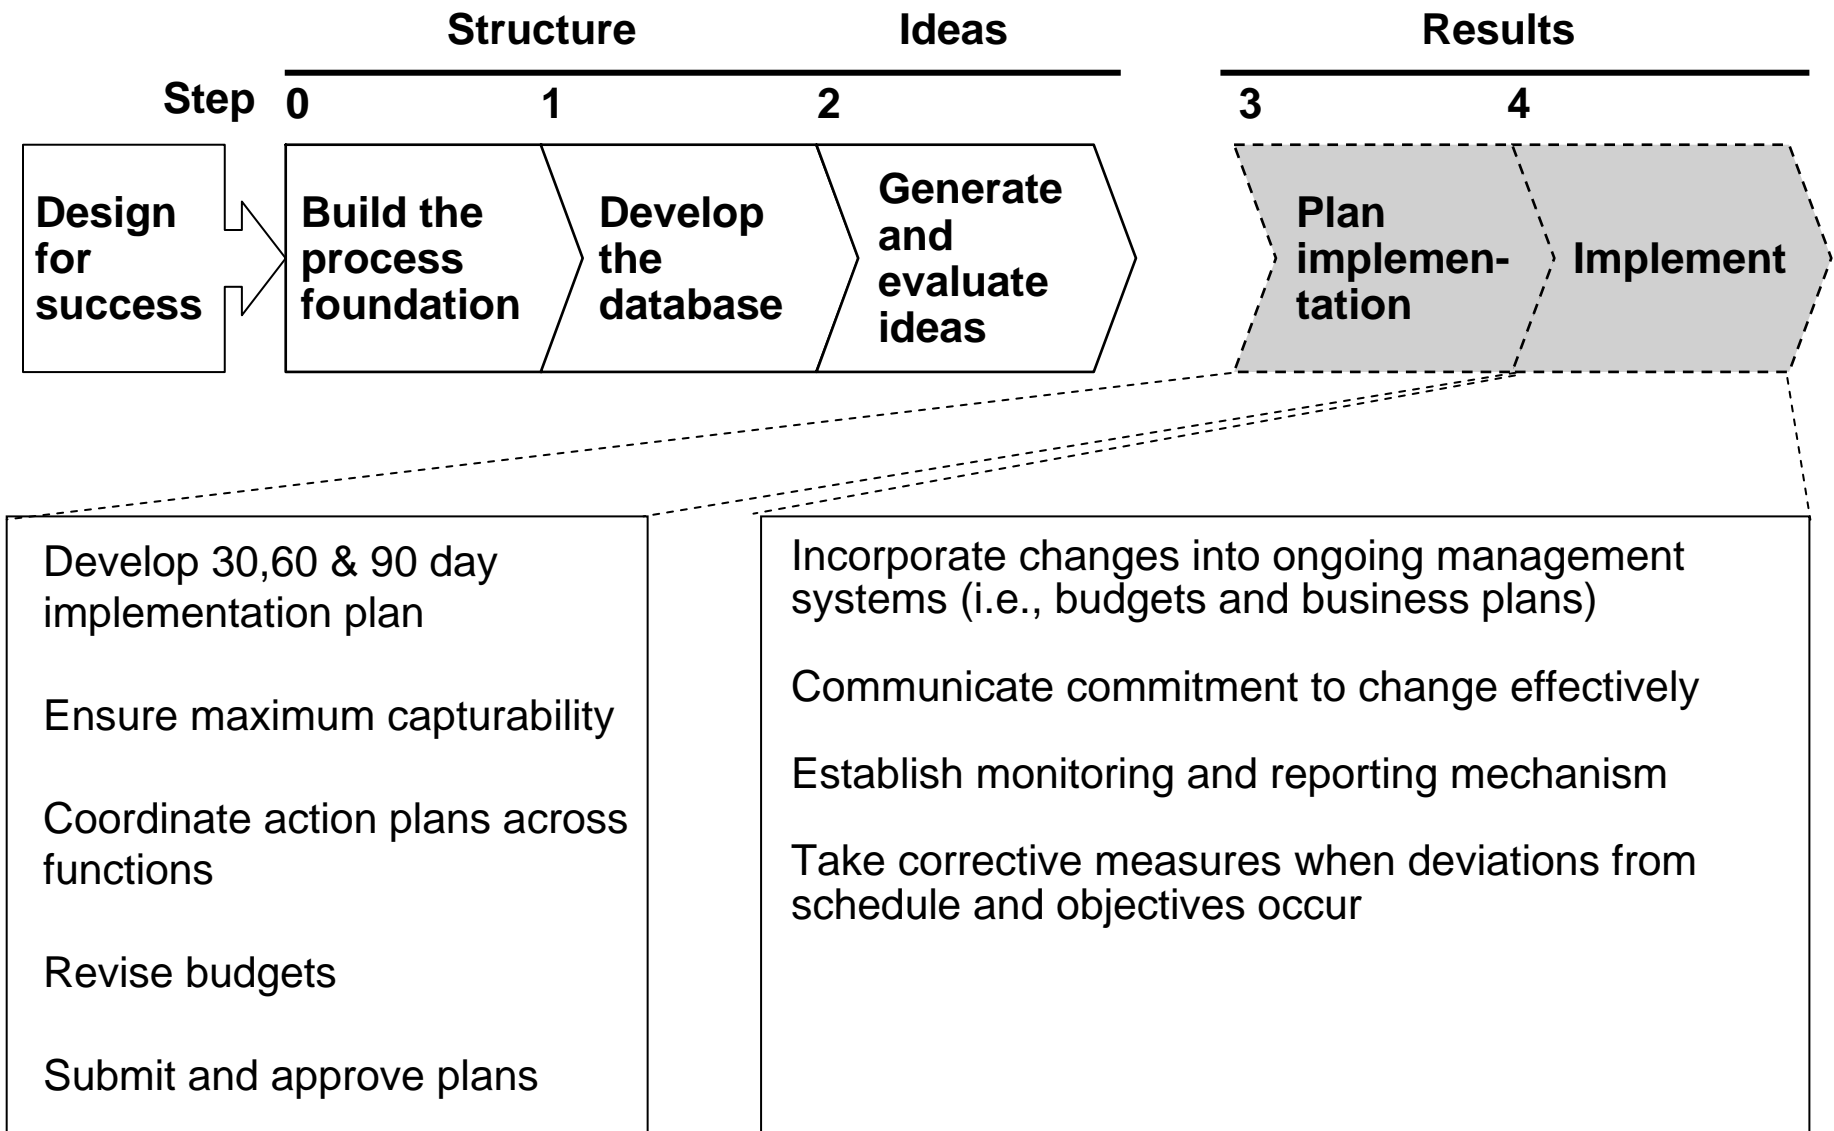 Structure Ideas Results
Step 0 1 2 3 4
Design
for
success
Build the
process
foundation
Develop
the
database
Generate
and
evaluate
ideas
Plan
implemen-
tation
Implement
Develop 30,60 & 90 day
implementation plan
Ensure maximum capturability
Coordinate action plans across
functions
Revise budgets
Submit and approve plans
Incorporate changes into ongoing management
systems (i.e., budgets and business plans)
Communicate commitment to change effectively
Establish monitoring and reporting mechanism
Take corrective measures when deviations from
schedule and objectives occur